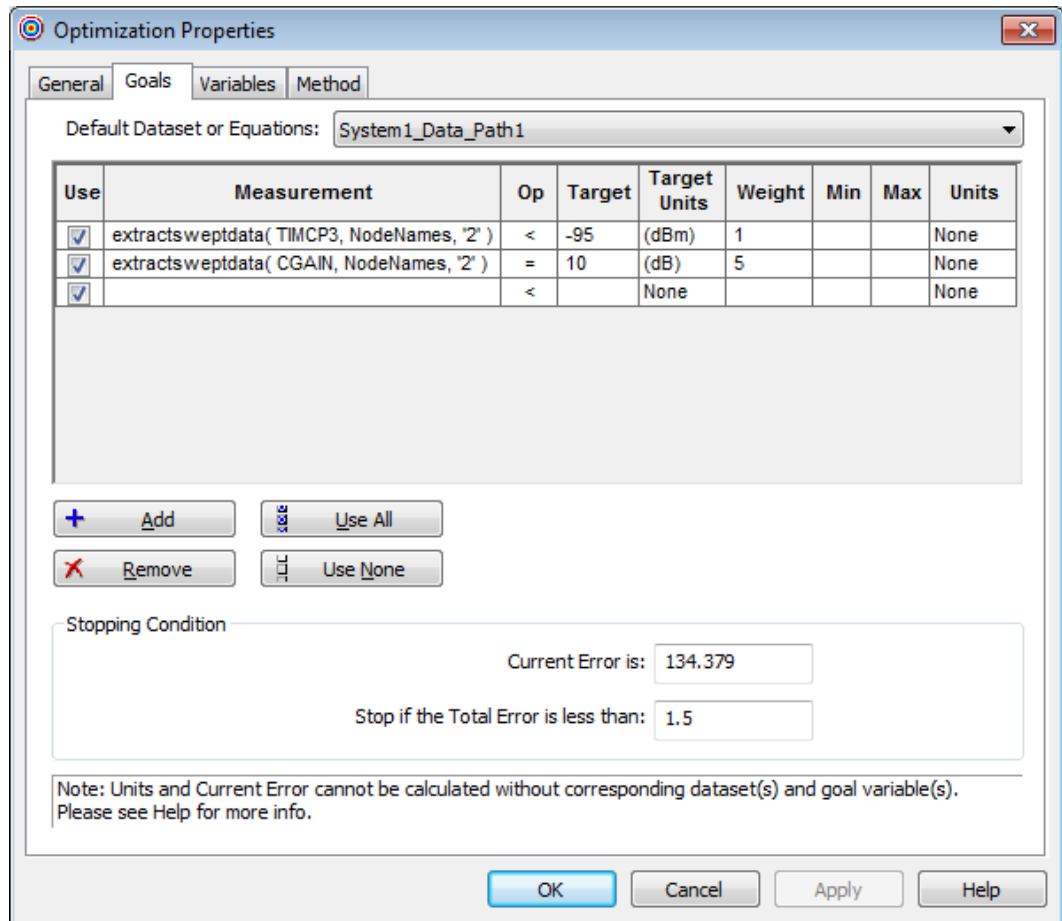 Optimization Properties
General Goals Variables Method
Default Dataset or Equations: System1_Data_Path1
Use Measurement Op Target Target Units Weight Min Max Units
extractsweptdata( TIMCP3, NodeNames, "2" ) < -95 (dBm) 1 None
extractsweptdata( CGAIN, NodeNames, "2" ) = 10 (dB) 5 None
< None None
Add Use All
Remove Use None
Stopping Condition
Current Error is: 134.379
Stop if the Total Error is less than: 1.5
Note: Units and Current Error cannot be calculated without corresponding dataset(s) and goal variable(s).
Please see Help for more info.
OK Cancel Apply Help